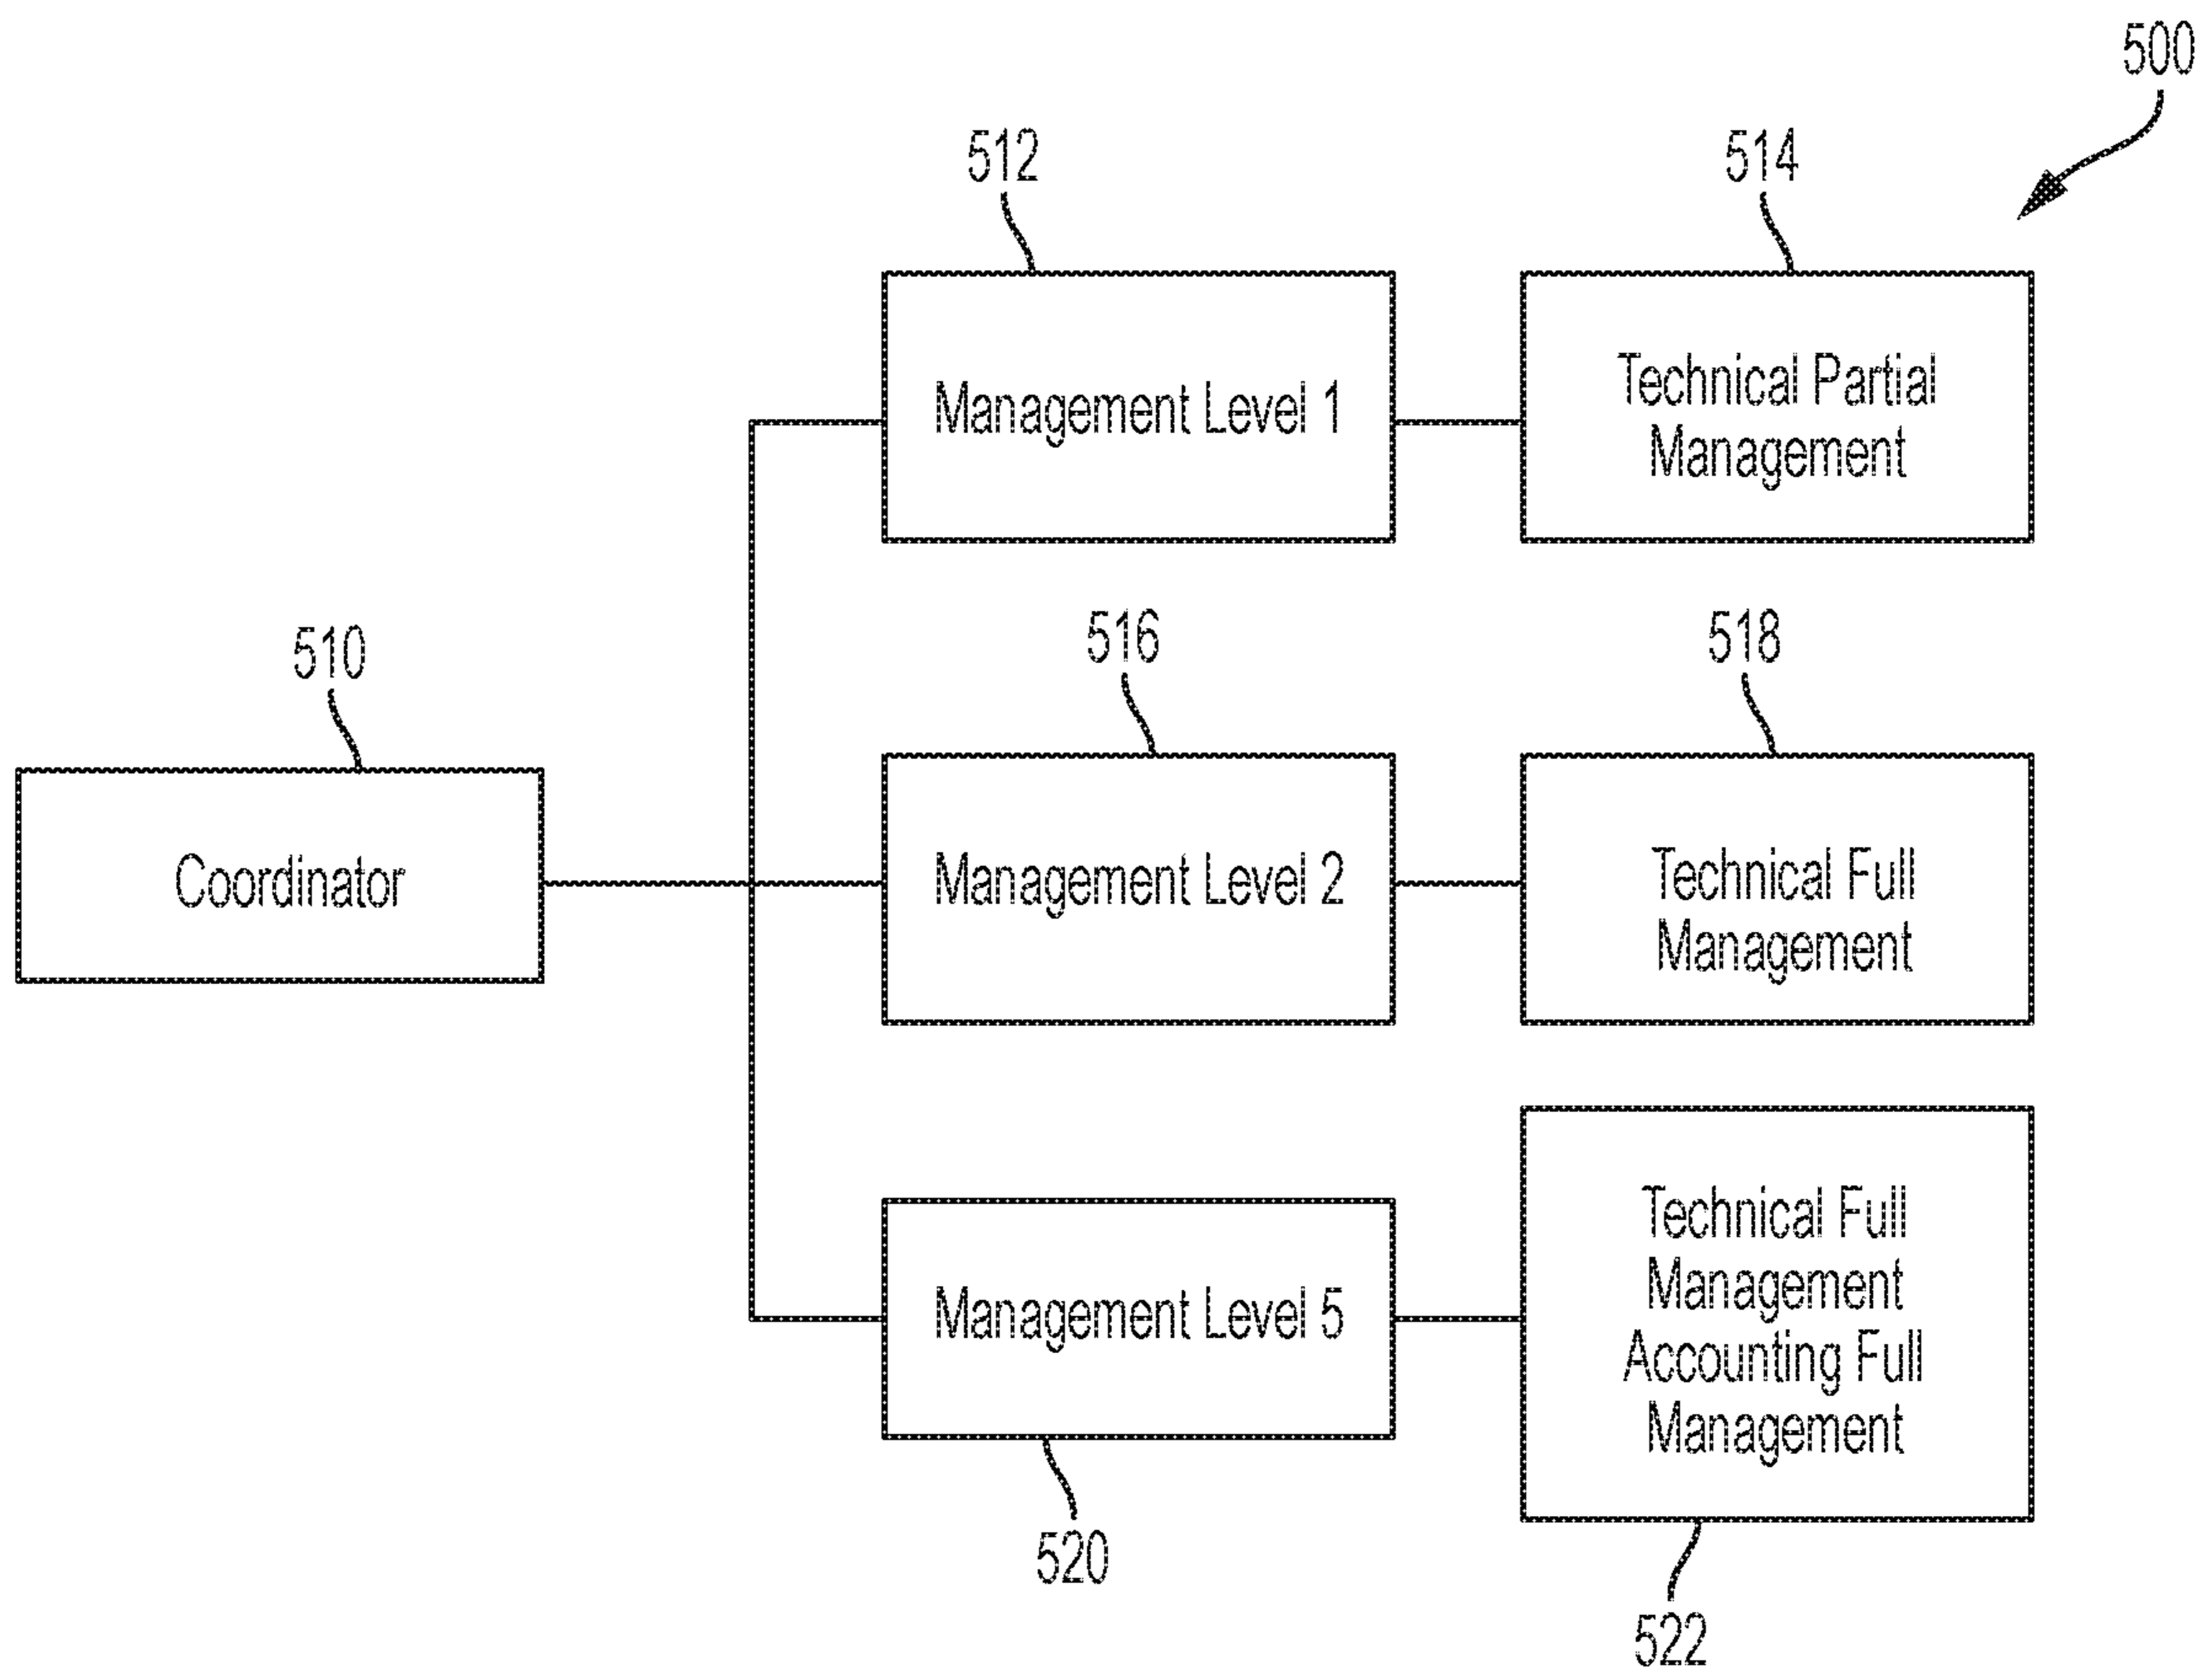 500
512
514
Management Level 1
Technical Partial
Management
510
516
518
Coordinator
Management Level 2
Technical Full
Management
Management Level 5
Technical Full
Management
Accounting Full
Management
520
522